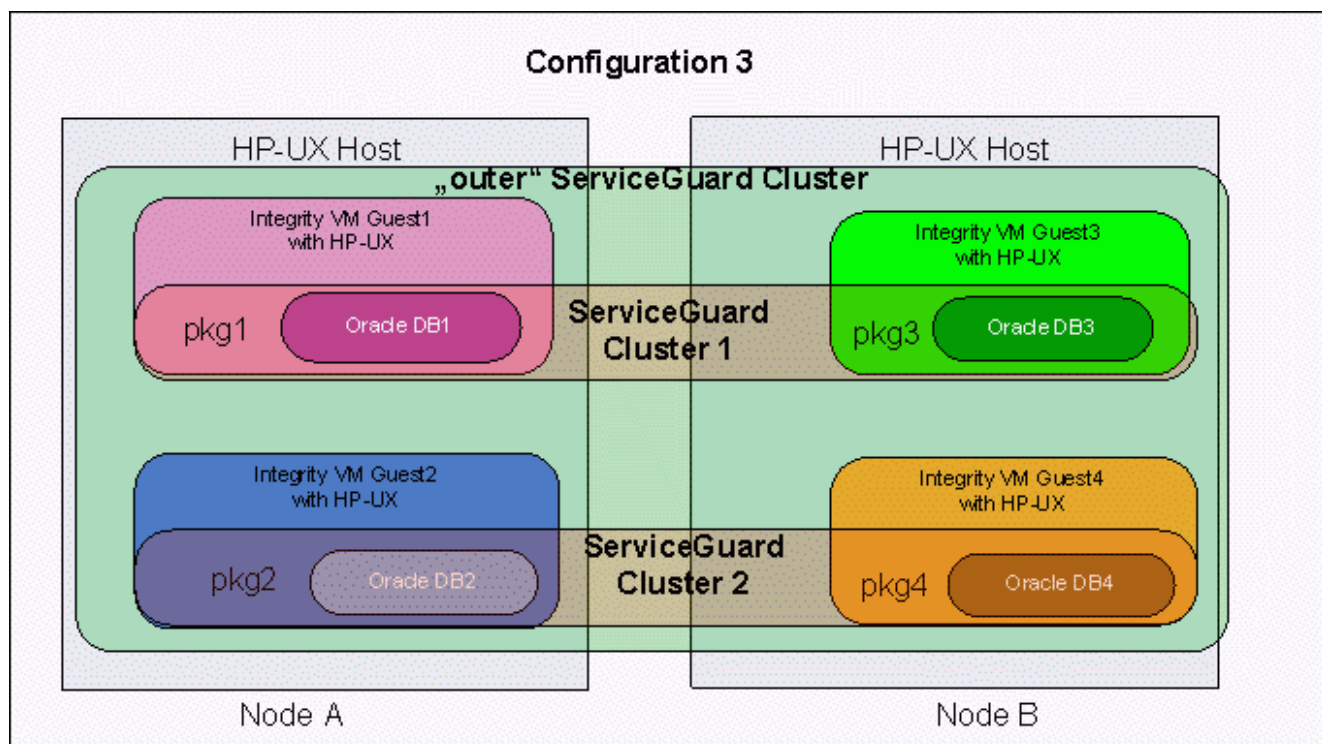 Configuration 3
HP-UX Host
HP-UX Host
„outer“ ServiceGuard Cluster
Integrity VM Guest1
with HP-UX
Integrity VM Guest3
with HP-UX
pkg1
Oracle DB1
ServiceGuard
Cluster 1
pkg3
Oracle DB3
Integrity VM Guest2
with HP-UX
Integrity VM Guest4
with HP-UX
pkg2
Oracle DB2
ServiceGuard
Cluster 2
pkg4
Oracle DB4
Node A
Node B